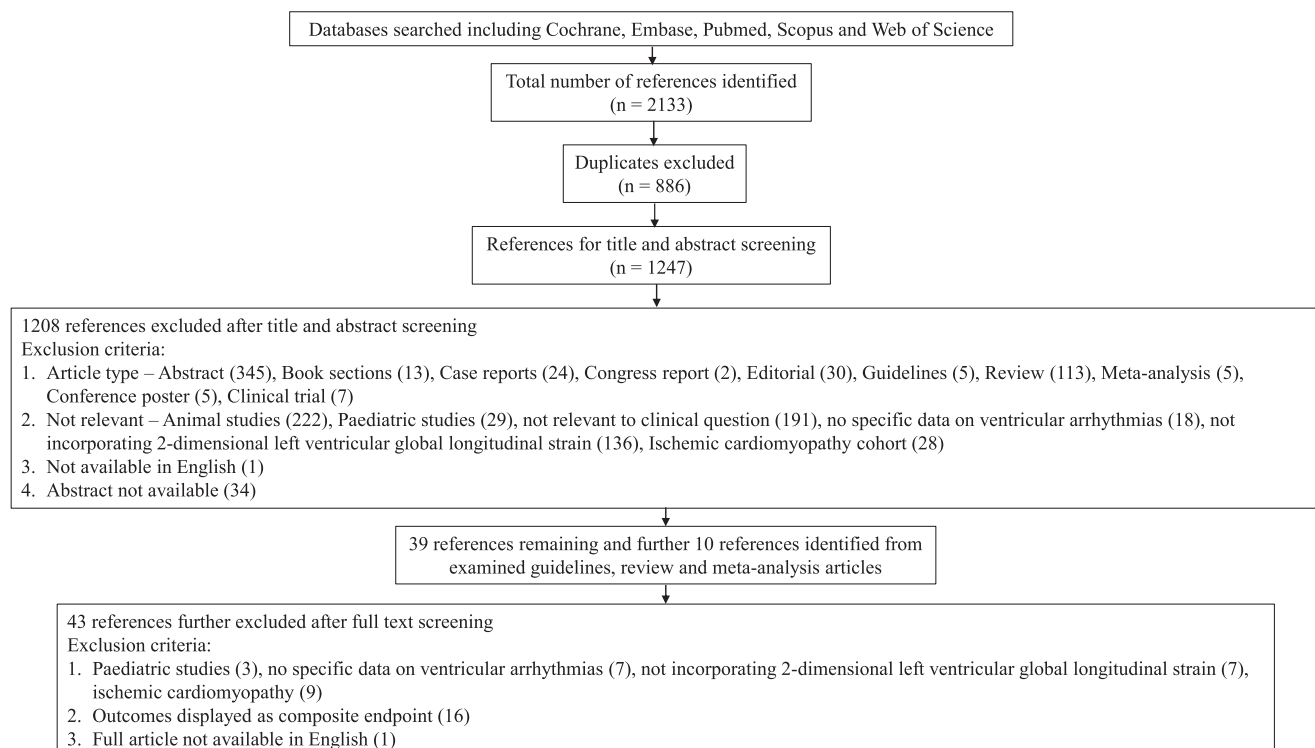 Databases searched including Cochrane, Embase, Pubmed, Scopus and Web of Science
Total number of references identified
(n = 2133)
Duplicates excluded
(n = 886)
References for title and abstract screening
(n = 1247)
1208 references excluded after title and abstract screening
Exclusion criteria:
1. Article type – Abstract (345), Book sections (13), Case reports (24), Congress report (2), Editorial (30), Guidelines (5), Review (113), Meta-analysis (5),
Conference poster (5), Clinical trial (7)
2. Not relevant – Animal studies (222), Paediatric studies (29), not relevant to clinical question (191), no specific data on ventricular arrhythmias (18), not
incorporating 2-dimensional left ventricular global longitudinal strain (136), Ischemic cardiomyopathy cohort (28)
3. Not available in English (1)
4. Abstract not available (34)
39 references remaining and further 10 references identified from
examined guidelines, review and meta-analysis articles
43 references further excluded after full text screening
Exclusion criteria:
1. Paediatric studies (3), no specific data on ventricular arrhythmias (7), not incorporating 2-dimensional left ventricular global longitudinal strain (7),
ischemic cardiomyopathy (9)
2. Outcomes displayed as composite endpoint (16)
3. Full article not available in English (1)